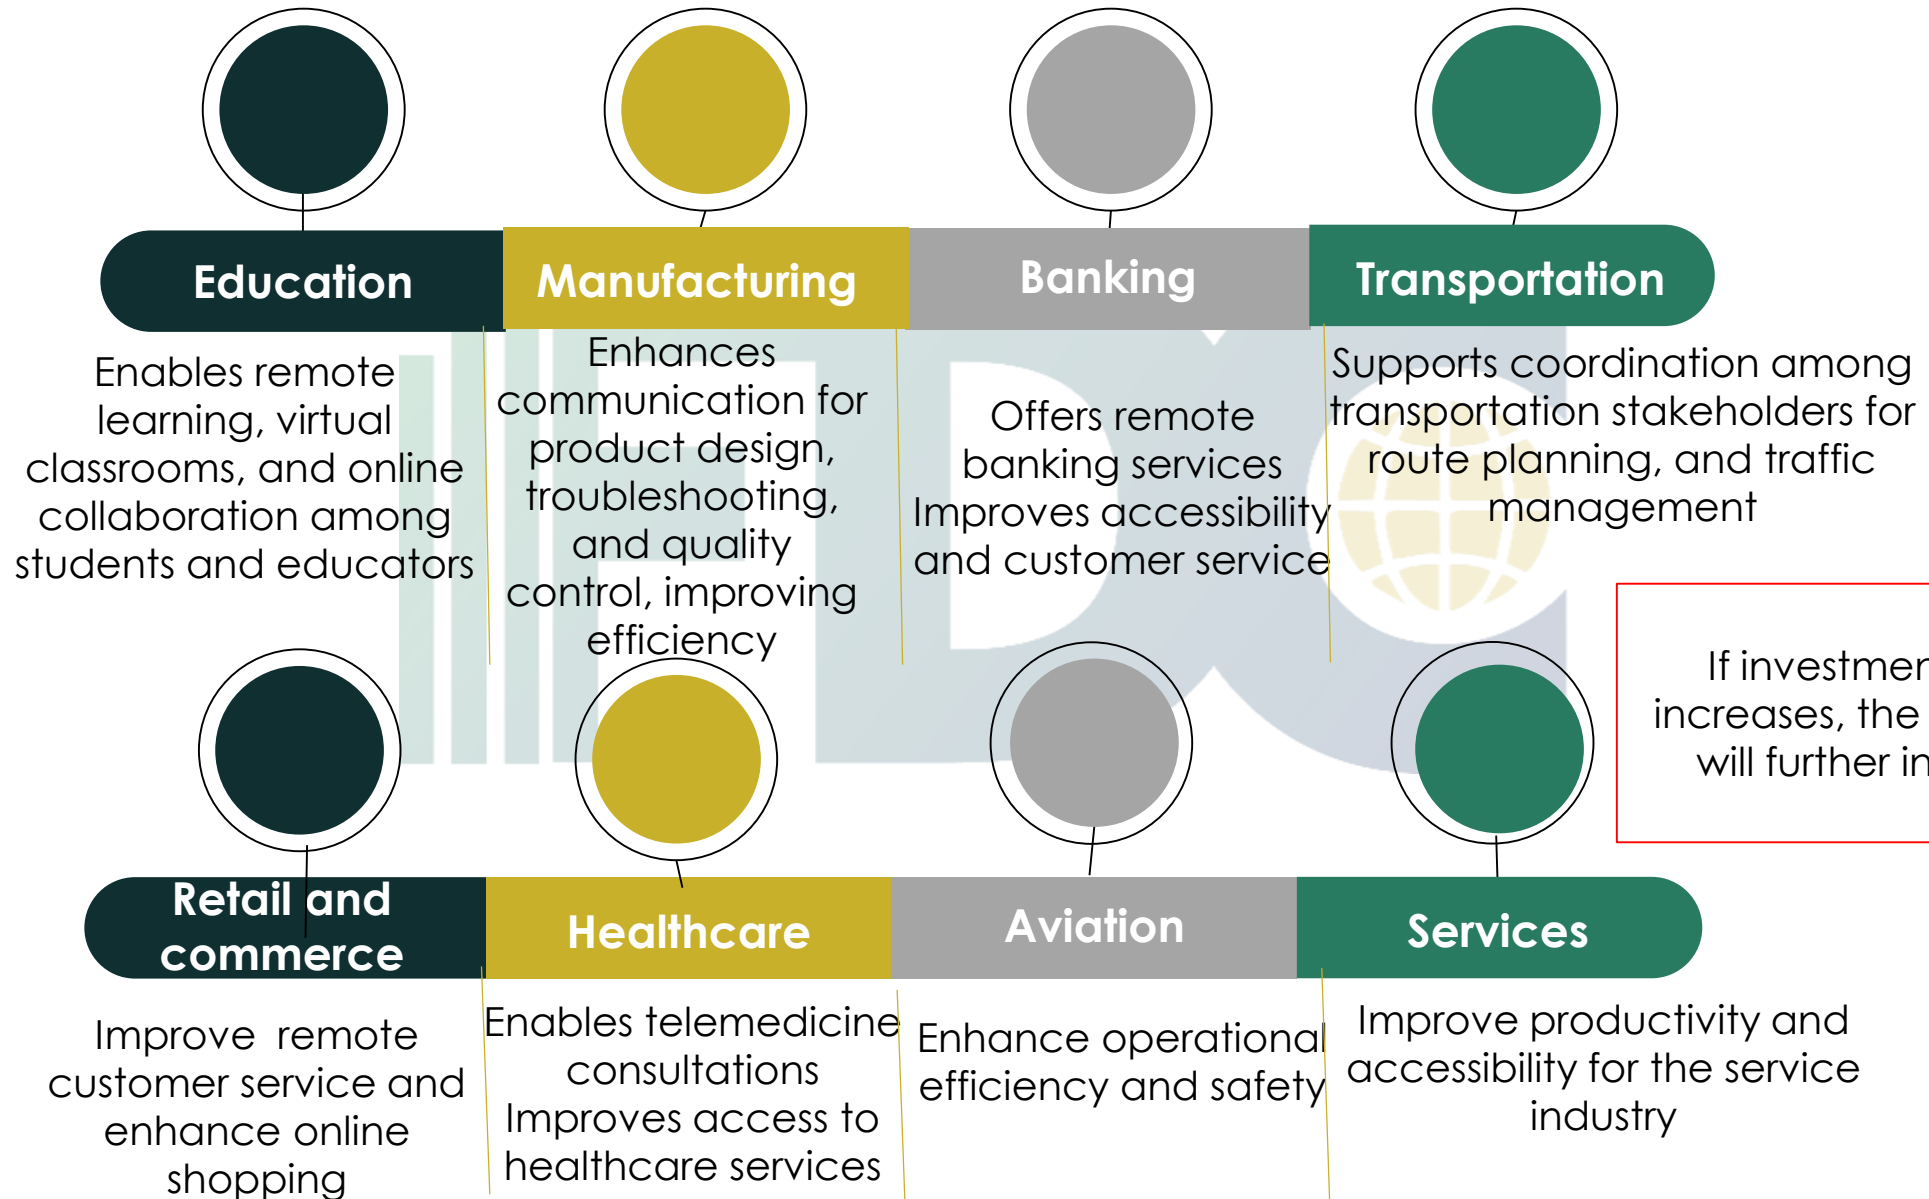 Education
Manufacturing
Banking
Transportation
Enables remote
learning, virtual
classrooms, and online
collaboration among
students and educators
Enhances
communication for
product design,
troubleshooting,
and quality
control, improving
efficiency
Offers remote
banking services
Improves accessibility
and customer service
Supports coordination among
transportation stakeholders for
route planning, and traffic
management
If
increases, the
will further
Retail and
commerce
Healthcare
Aviation
Services
Improve remote
customer service and
enhance online
shopping
Enables telemedicine
consultations
Improves access to
healthcare services
Enhance operational
efficiency and safety
Improve productivity and
accessibility for the service
industry